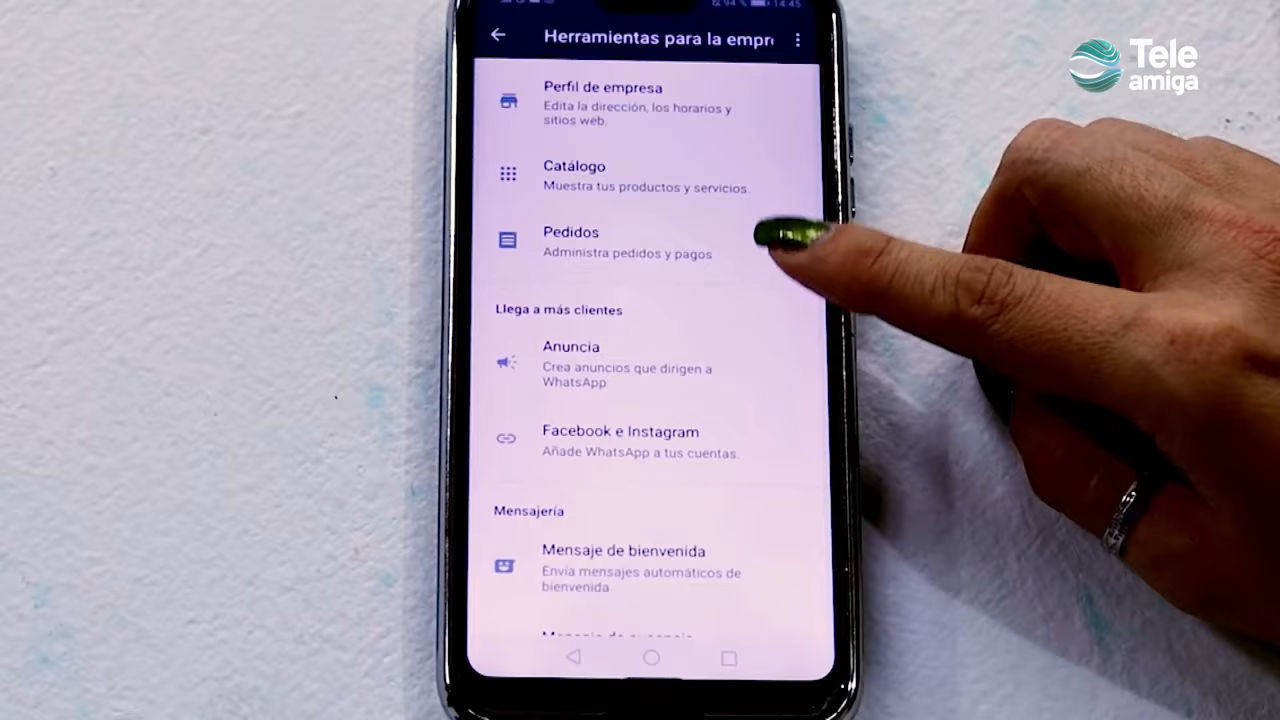 14:45
Herramientas para la empr
Tele
amiga
Perfil de empresa
Edita la dirección, los horarios y
sitios web.
Catálogo
Muestra tus productos y servicios.
Pedidos
Administra pedidos y pagos
Llega a más clientes
Anuncia
Crea anuncios que dirigen a
WhatsApp
Facebook e Instagram
Añade WhatsApp a tus cuentas.
Mensajería
Mensaje de bienvenida
Envía mensajes automáticos de
bienvenida.